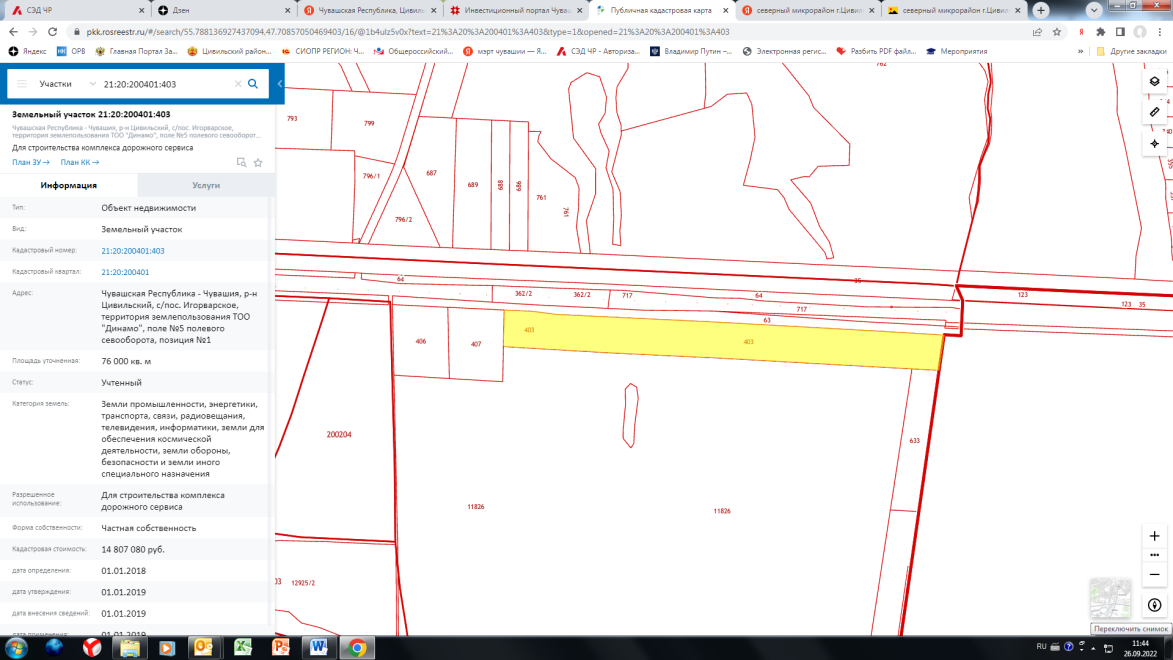 СЭД ЧР
Дзен
Чувашская Республика, Цивиль
Инвестиционный портал Чуваш
Публичная кадастровая карта
северный микрорайон г.Цивил
северный микрорайон г.Цивил
pkk.rosreestr.ru/#/search/55.788136927437094,47.70857050469403/16/@1b4ulz5v0x?text=21%3A20%3A200401%3A403&type=1&opened=21%3A20%3A200401%3A403
Яндекс
ОРВ
Главная Портал За...
Цивильский район...
СИОПР РЕГИОН: Ч...
Общероссийский...
мэрт чувашии — Я...
СЭД ЧР - Авториза...
Владимир Путин –...
Электронная регис...
Разбить PDF файл...
Мероприятия
»
Другие закладки
Участки
21:20:200401:403
Земельный участок 21:20:200401:403
Чувашская Республика - Чувашия, р-н Цивильский, с/пос. Игорварское,
территория землепользования ТОО "Динамо", поле №5 полевого севооборот...
Для строительства комплекса дорожного сервиса
План ЗУ →
План КК →
Информация
Услуги
Тип:
Объект недвижимости
Вид:
Земельный участок
Кадастровый номер:
21:20:200401:403
Кадастровый квартал:
21:20:200401
Адрес:
Чувашская Республика - Чувашия, р-н
Цивильский, с/пос. Игорварское,
территория землепользования ТОО
"Динамо", поле №5 полевого
севооборота, позиция №1
Площадь уточненная:
76 000 кв. м
Статус:
Учтенный
Категория земель:
Земли промышленности, энергетики,
транспорта, связи, радиовещания,
телевидения, информатики, земли для
обеспечения космической
деятельности, земли обороны,
безопасности и земли иного
специального назначения
Разрешенное
использование:
Для строительства комплекса
дорожного сервиса
Форма собственности:
Частная собственность
Кадастровая стоимость:
14 807 080 руб.
дата определения:
01.01.2018
дата утверждения:
01.01.2019
дата внесения сведений:
01.01.2019
дата применения:
01.01.2019
762
793
799
796/1
687
689
688
686
761
761
796/2
64
35
362/2
362/2
717
64
717
63
123
123
35
406
407
403
403
200204
633
11826
11826
03
12925/2
Переключить снимок
RU
11:44
26.09.2022